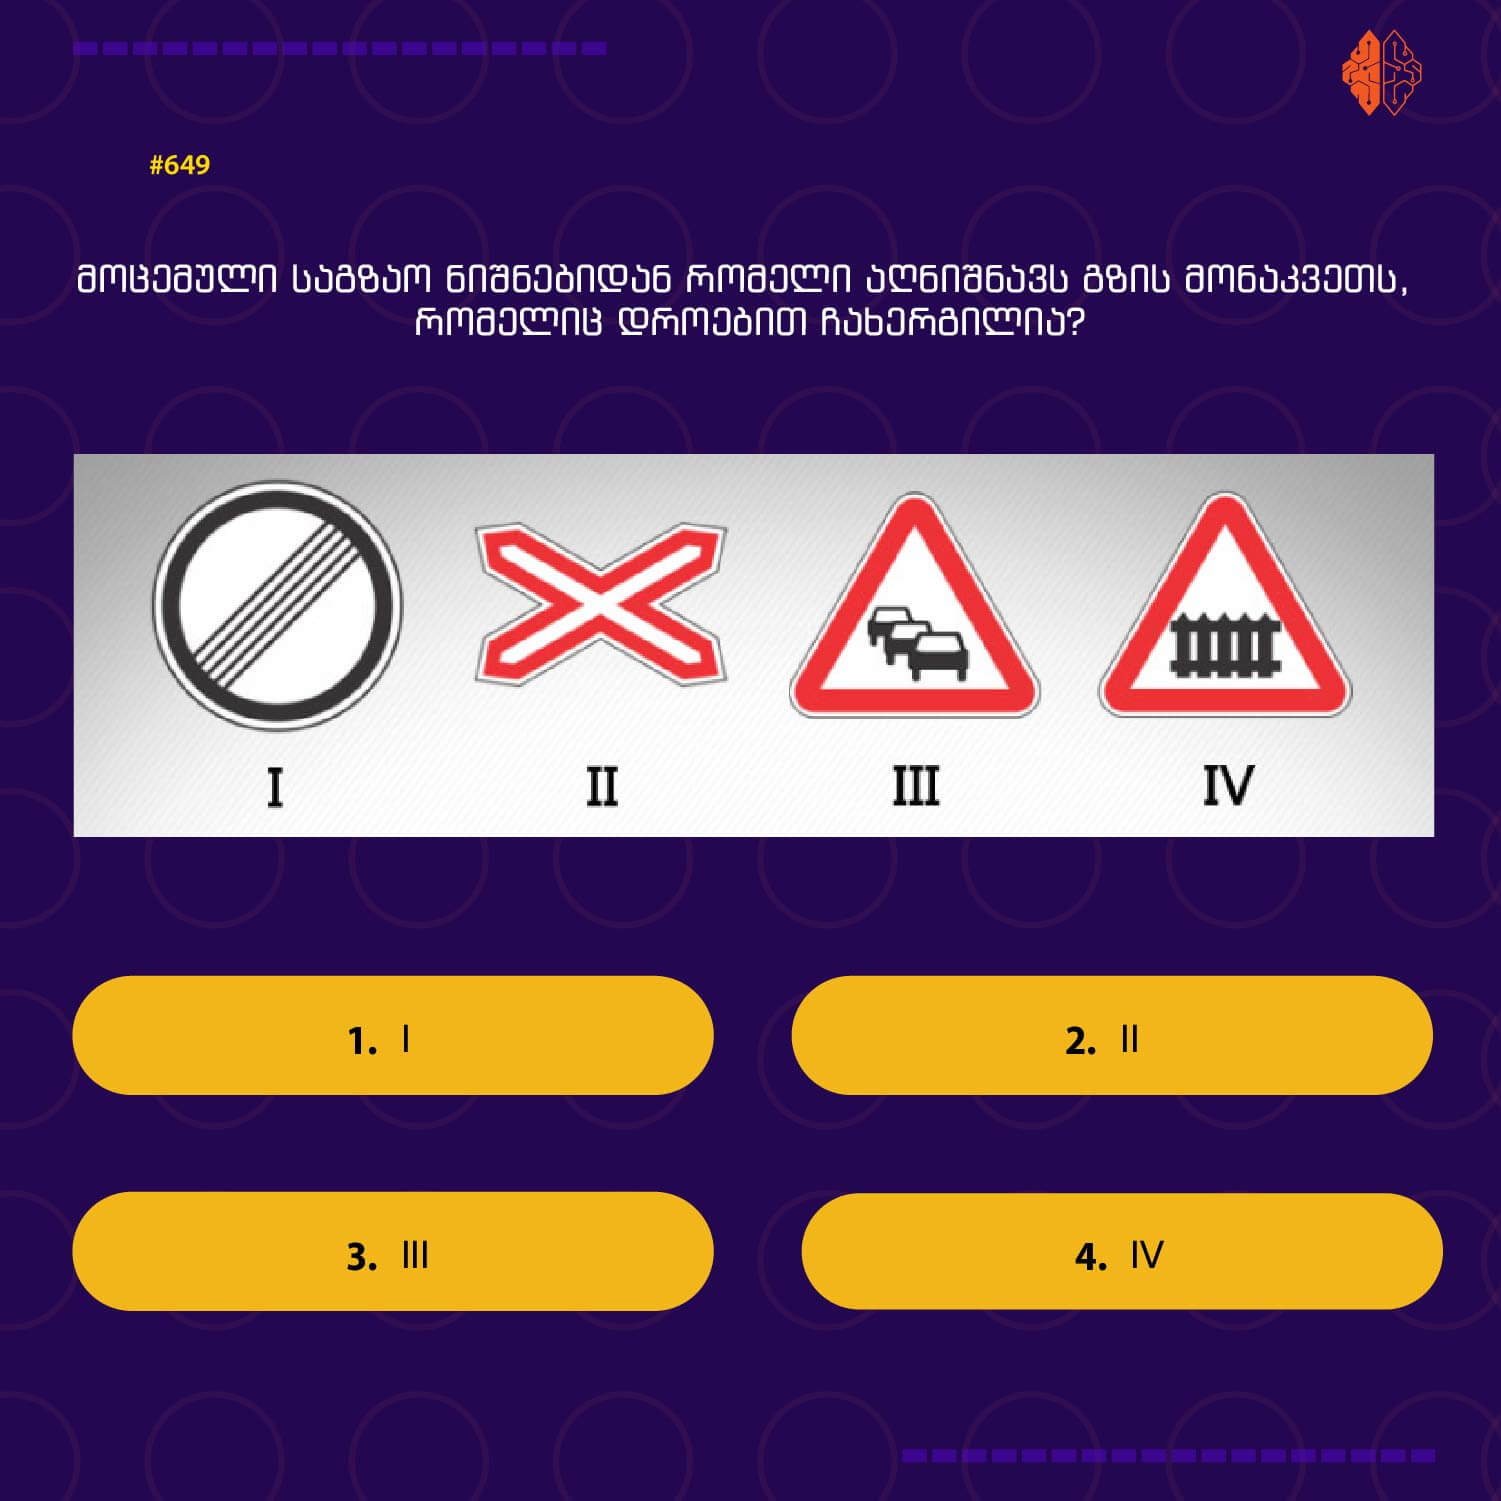 #649
მოცემული საგზაო ნიშნებიდან რომელი აღნიშნავს გზის მონაკვეთს,
რომელიც დროებით ჩახერგილია?
I II III IV
1. I
2. II
3. III
4. IV